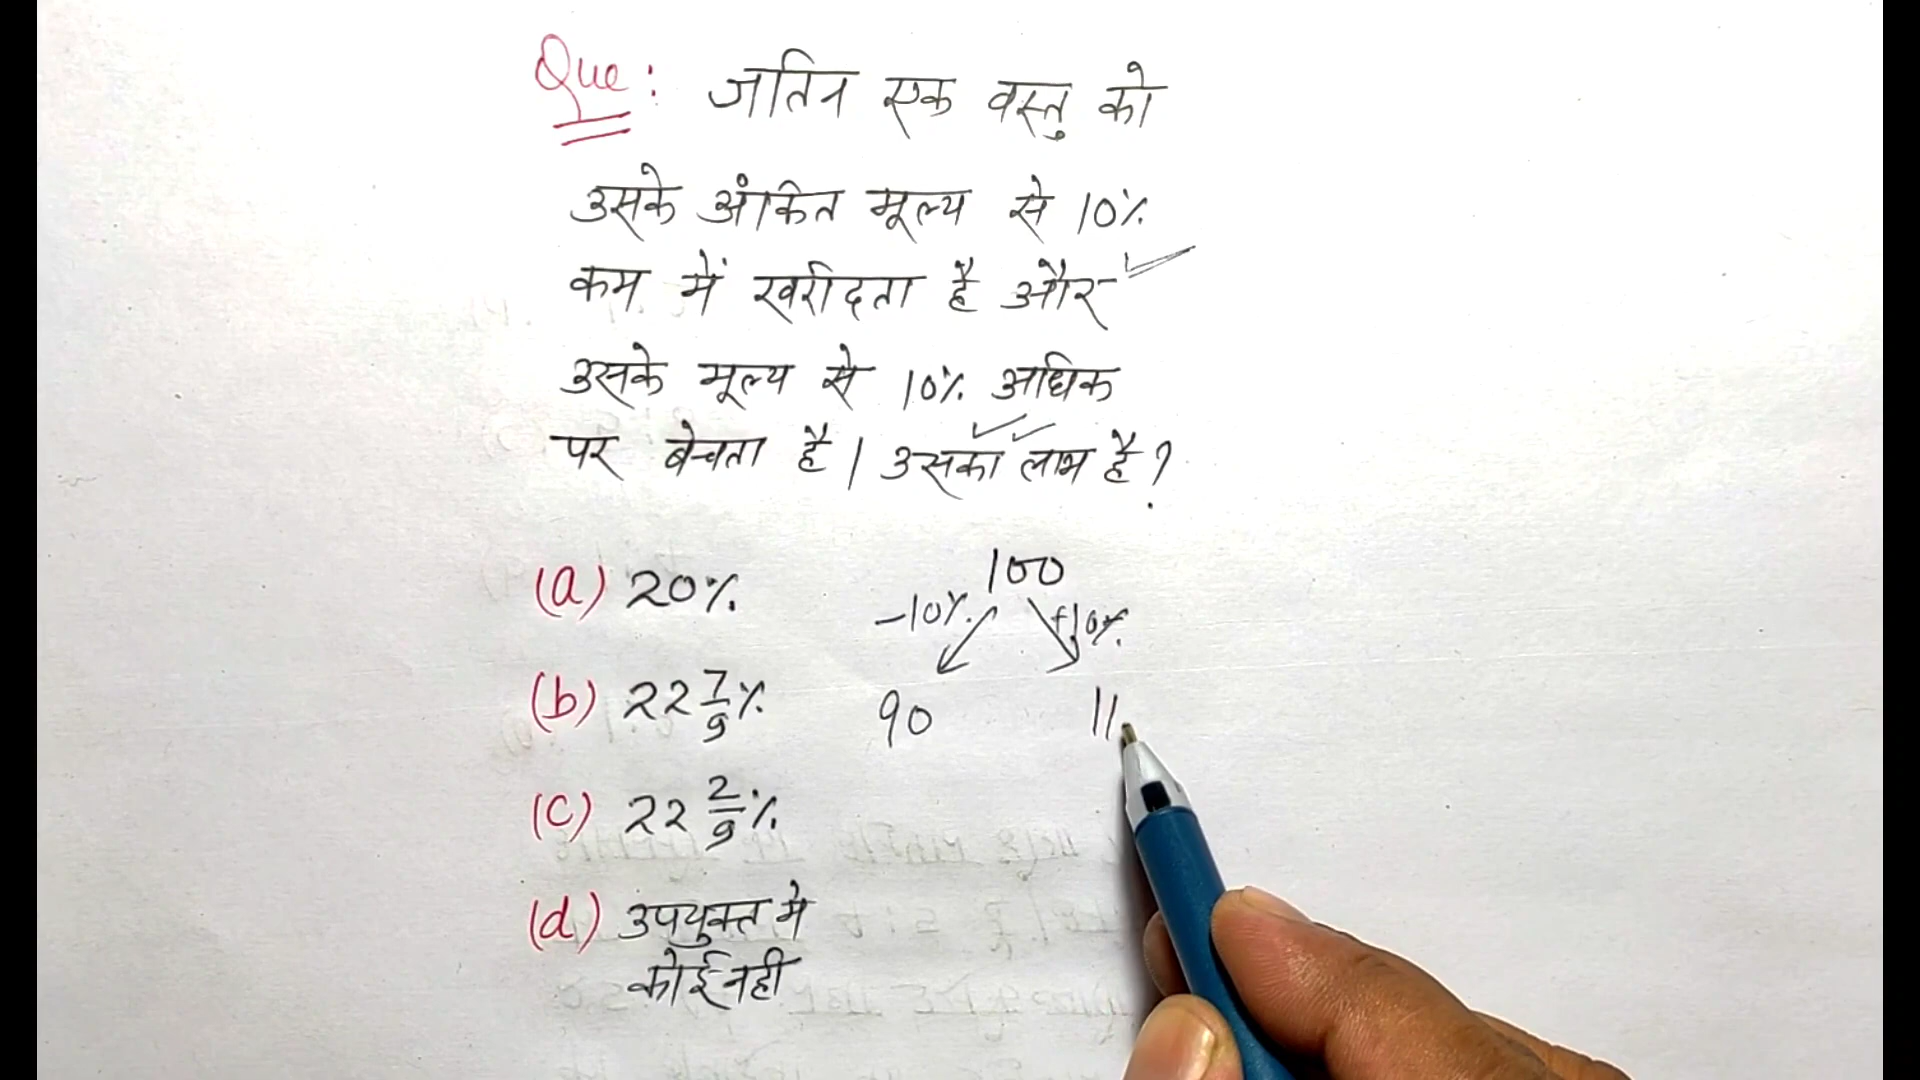 Que: जतिन एक वस्तु को
उसके अंकित मूल्य से 10%
कम में खरीदता है और
उसके मूल्य से 10% अधिक
पर बेचता है । उसका लाभ है ?
(a) 20%
(b) 22 7/9 %
(c) 22 2/9 %
(d) उपयुक्त मे
कोई नही
100
-10% +10%
90 11